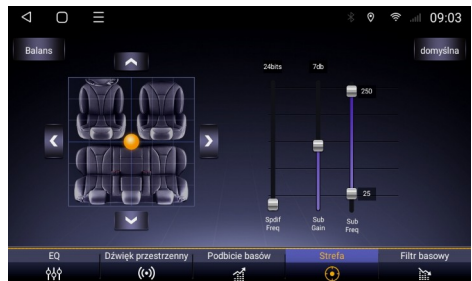 09:03
Balans
domyślna
24bits 7db
250
25
Spdif Freq
Sub Gain
Sub Freq
EQ
Dźwięk przestrzenny
Podbicie basów
Strefa
Filtr basowy